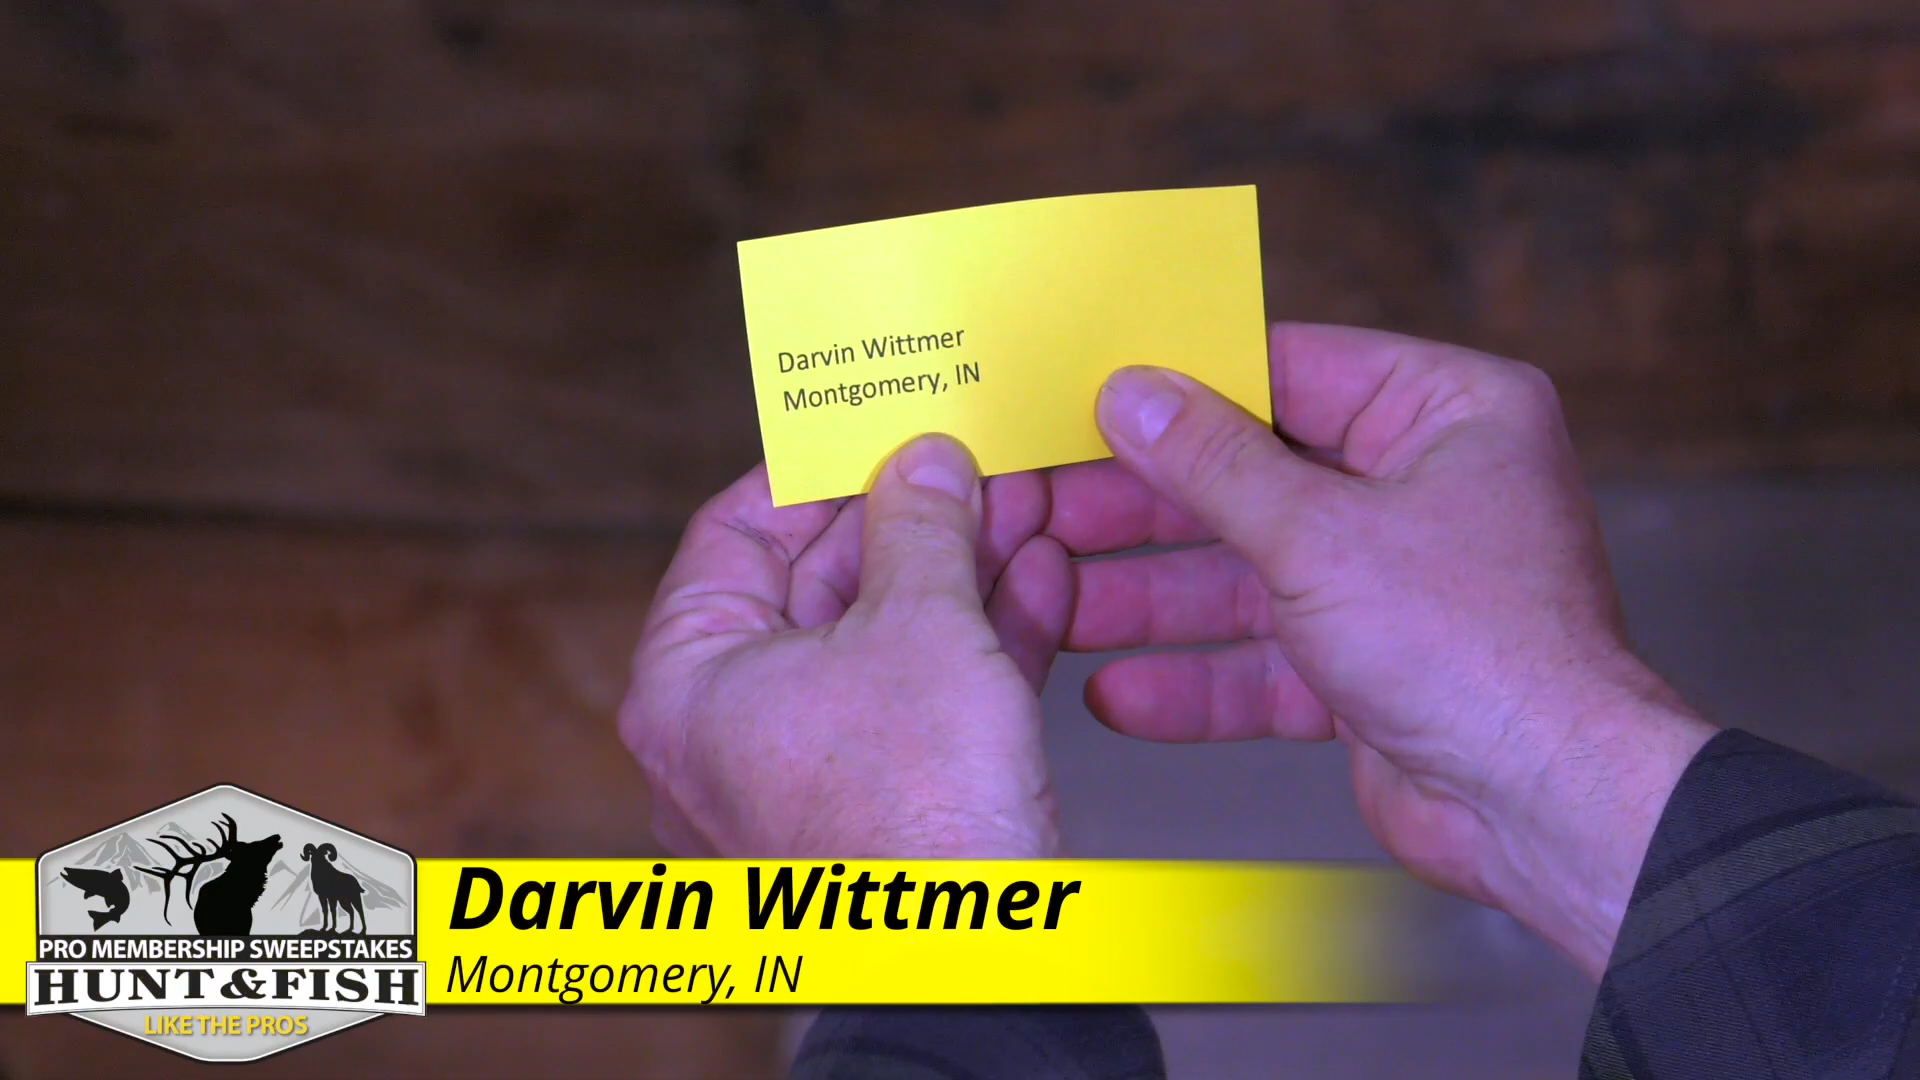 Darvin Wittmer
Montgomery, IN
Darvin Wittmer
Montgomery, IN
PRO MEMBERSHIP SWEEPSTAKES
HUNT & FISH
LIKE THE PROS